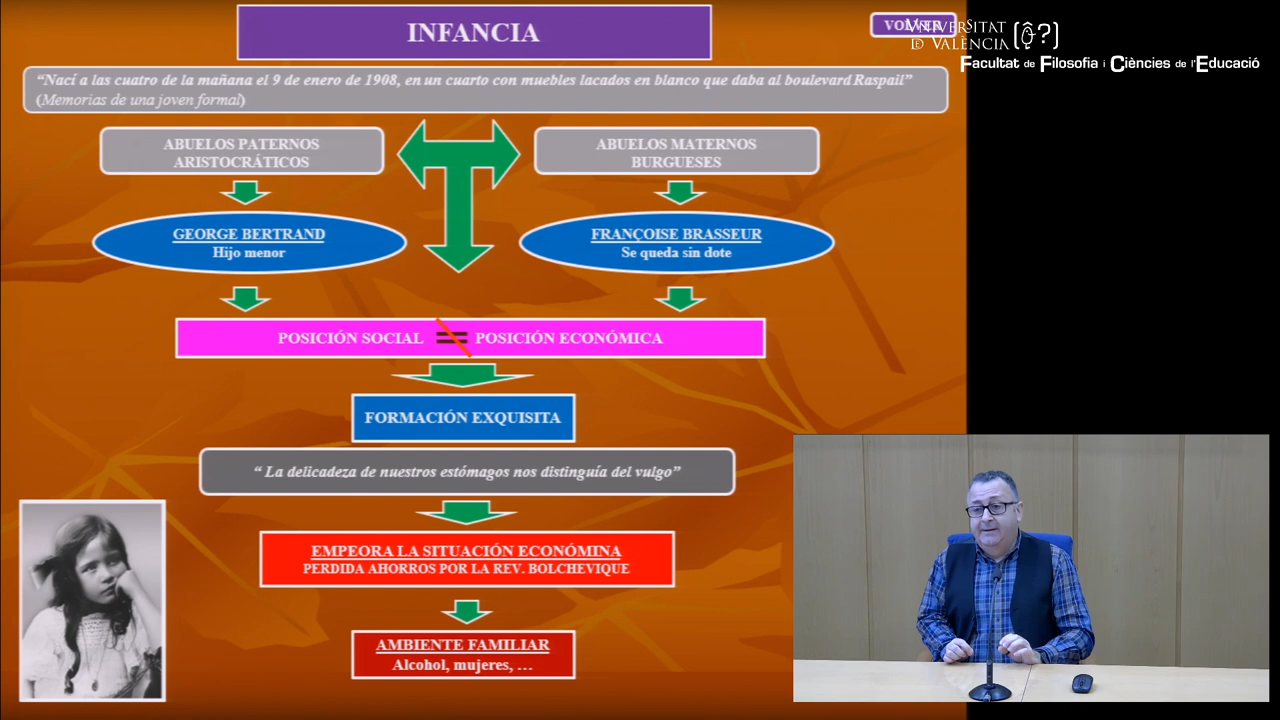 INFANCIA
VOLVER
VNIVERSITAT
DE VALÈNCIA
Facultat de Filosofia i Ciències de l'Educació
“Nací a las cuatro de la mañana el 9 de enero de 1908, en un cuarto con muebles lacados en blanco que daba al boulevard Raspail”
(Memorias de una joven formal)
ABUELOS PATERNOS
ARISTOCRÁTICOS
ABUELOS MATERNOS
BURGUESES
GEORGE BERTRAND
Hijo menor
FRANÇOISE BRASSEUR
Se queda sin dote
POSICIÓN SOCIAL = POSICIÓN ECONÓMICA
FORMACIÓN EXQUISITA
“ La delicadeza de nuestros estómagos nos distinguía del vulgo”
EMPEORA LA SITUACIÓN ECONÓMINA
PERDIDA AHORROS POR LA REV. BOLCHEVIQUE
AMBIENTE FAMILIAR
Alcohol, mujeres, …